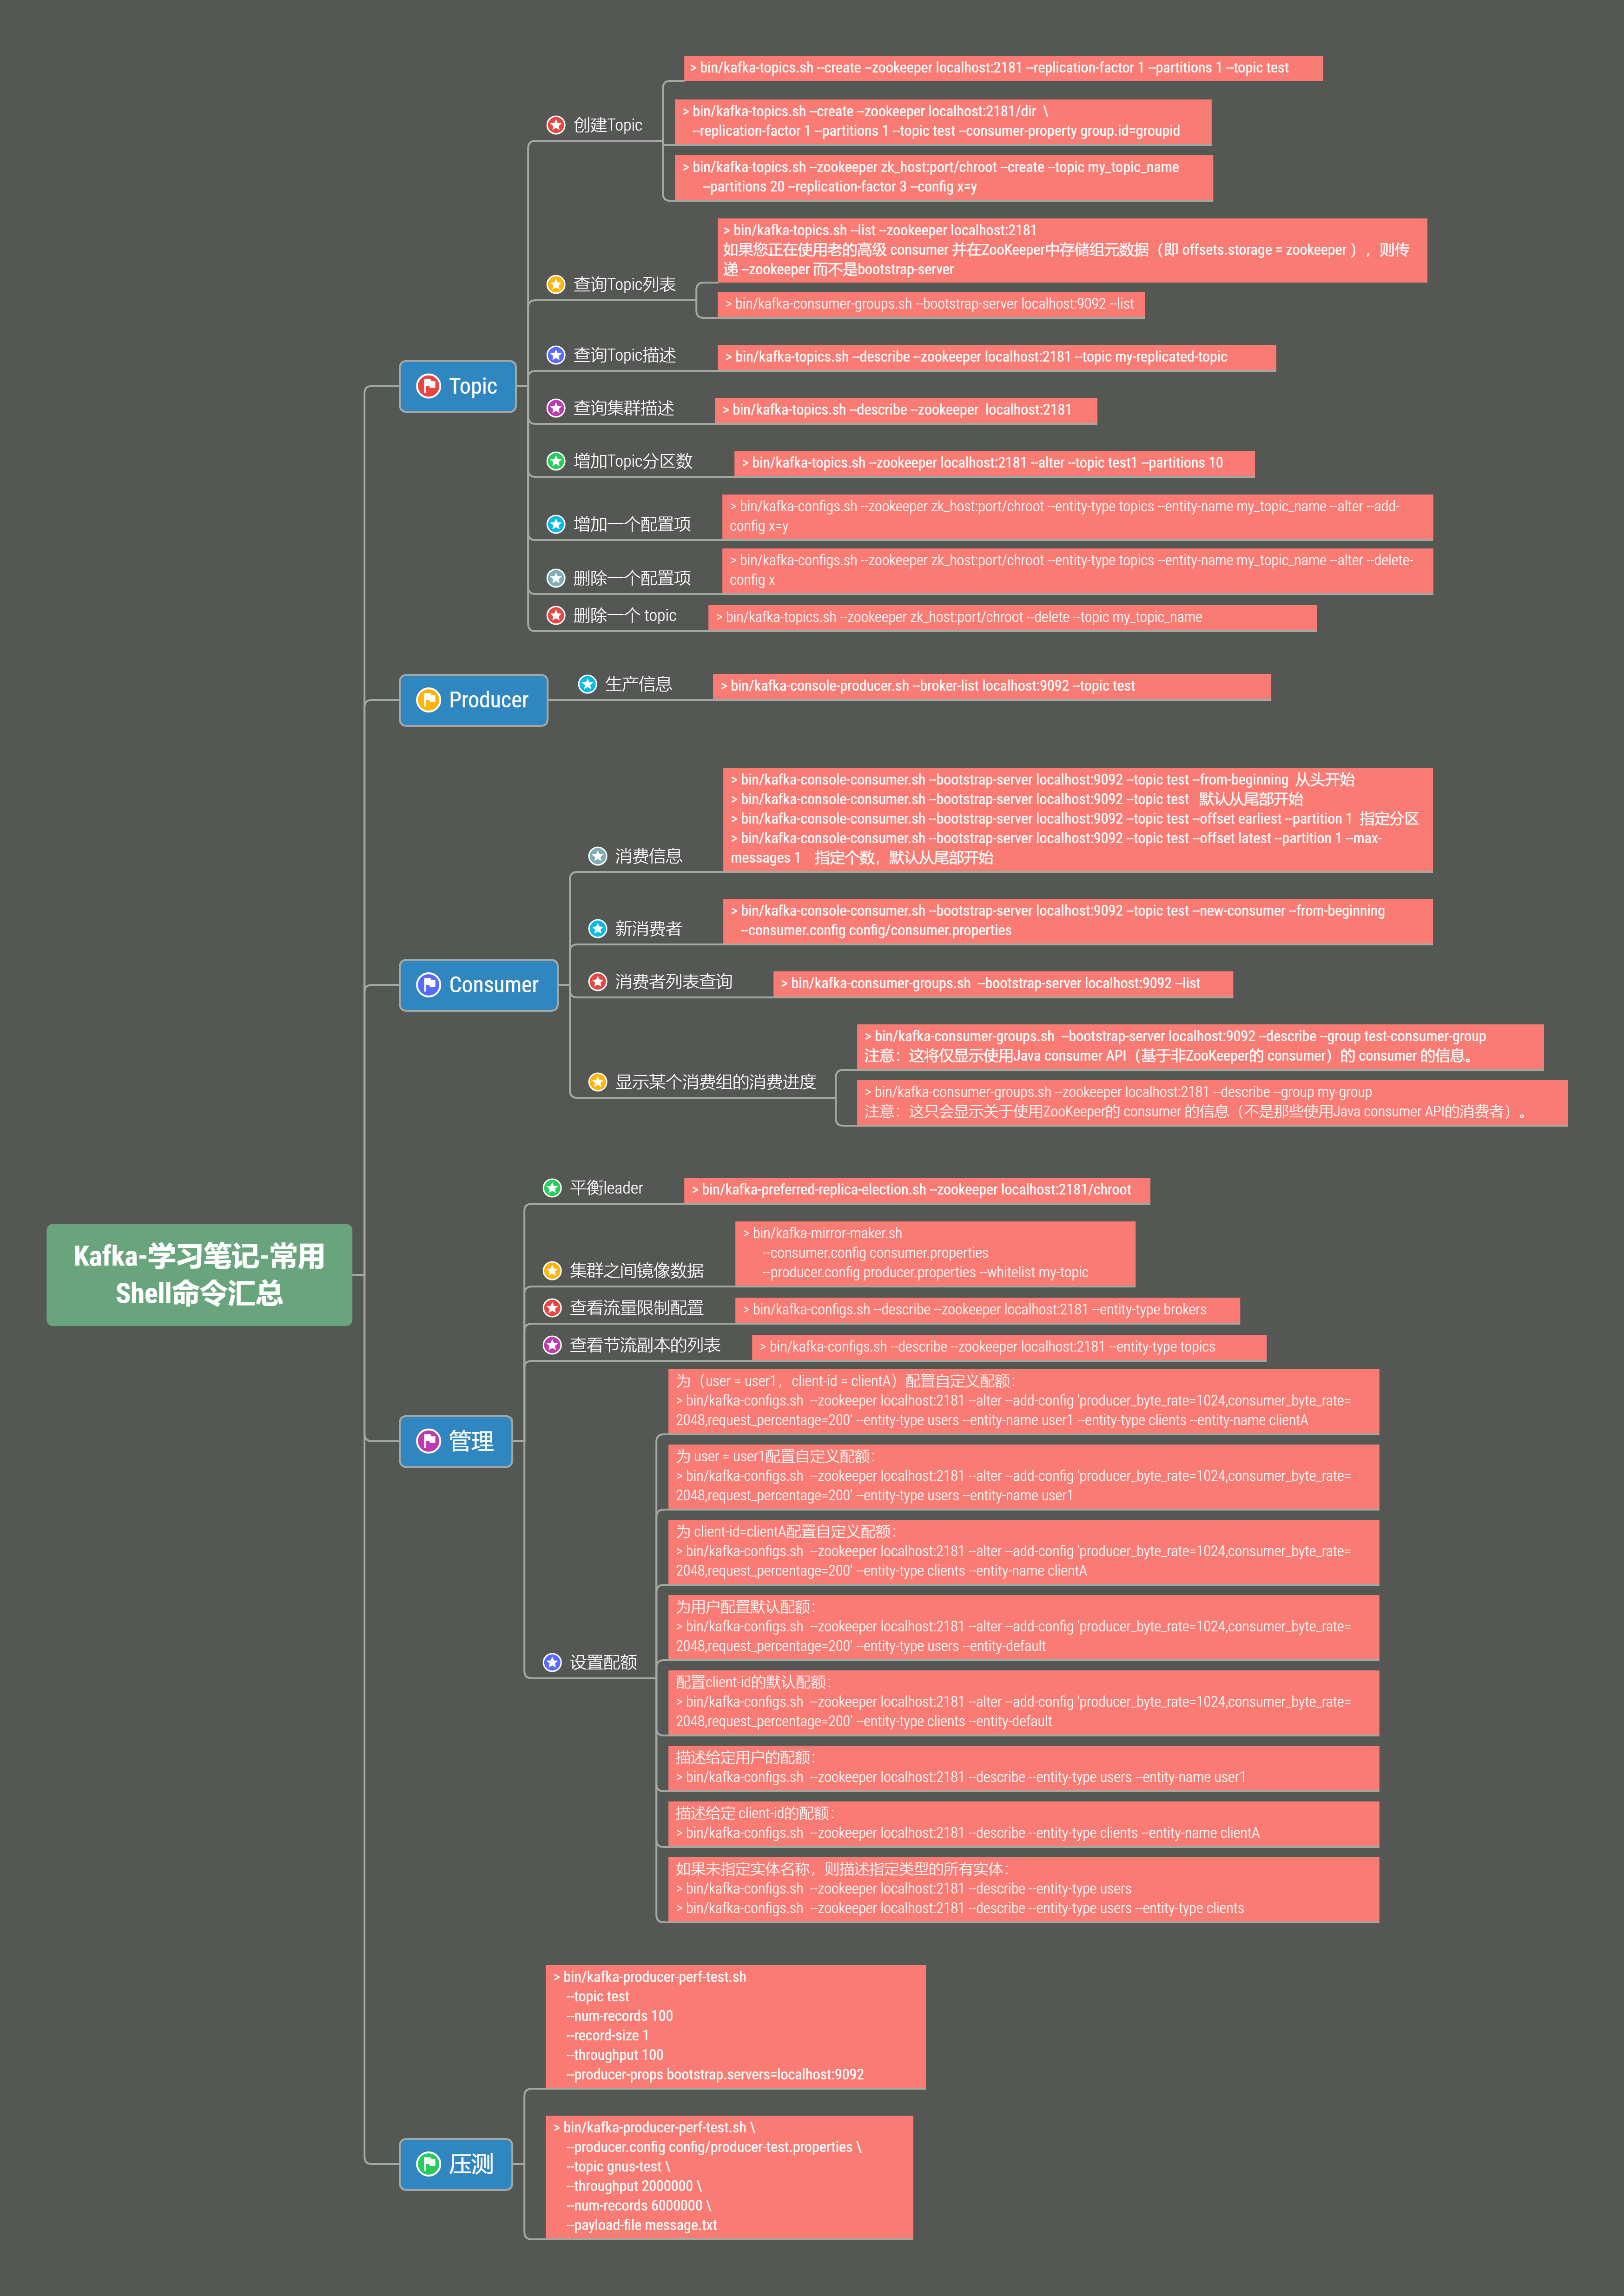 Kafka-学习笔记-常用
Shell命令汇总
Topic
创建Topic
> bin/kafka-topics.sh --create --zookeeper localhost:2181 --replication-factor 1 --partitions 1 --topic test
> bin/kafka-topics.sh --create --zookeeper localhost:2181/dir \
--replication-factor 1 --partitions 1 --topic test --consumer-property group.id=groupid
> bin/kafka-topics.sh --zookeeper zk_host:port/chroot --create --topic my_topic_name
--partitions 20 --replication-factor 3 --config x=y
查询Topic列表
> bin/kafka-topics.sh --list --zookeeper localhost:2181
如果您正在使用老的高级 consumer 并在ZooKeeper中存储组元数据（即 offsets.storage = zookeeper ），则传
递 --zookeeper 而不是bootstrap-server
> bin/kafka-consumer-groups.sh --bootstrap-server localhost:9092 --list
查询Topic描述
> bin/kafka-topics.sh --describe --zookeeper localhost:2181 --topic my-replicated-topic
查询集群描述
> bin/kafka-topics.sh --describe --zookeeper localhost:2181
增加Topic分区数
> bin/kafka-topics.sh --zookeeper localhost:2181 --alter --topic test1 --partitions 10
增加一个配置项
> bin/kafka-configs.sh --zookeeper zk_host:port/chroot --entity-type topics --entity-name my_topic_name --alter --add-
config x=y
删除一个配置项
> bin/kafka-configs.sh --zookeeper zk_host:port/chroot --entity-type topics --entity-name my_topic_name --alter --delete-
config x
删除一个 topic
> bin/kafka-topics.sh --zookeeper zk_host:port/chroot --delete --topic my_topic_name
Producer
生产信息
> bin/kafka-console-producer.sh --broker-list localhost:9092 --topic test
Consumer
消费信息
> bin/kafka-console-consumer.sh --bootstrap-server localhost:9092 --topic test --from-beginning 从头开始
> bin/kafka-console-consumer.sh --bootstrap-server localhost:9092 --topic test 默认从尾部开始
> bin/kafka-console-consumer.sh --bootstrap-server localhost:9092 --topic test --offset earliest --partition 1 指定分区
> bin/kafka-console-consumer.sh --bootstrap-server localhost:9092 --topic test --offset latest --partition 1 --max-
messages 1 指定个数，默认从尾部开始
新消费者
> bin/kafka-console-consumer.sh --bootstrap-server localhost:9092 --topic test --new-consumer --from-beginning
--consumer.config config/consumer.properties
消费者列表查询
> bin/kafka-consumer-groups.sh --bootstrap-server localhost:9092 --list
显示某个消费组的消费进度
> bin/kafka-consumer-groups.sh --bootstrap-server localhost:9092 --describe --group test-consumer-group
注意：这将仅显示使用Java consumer API（基于非ZooKeeper的 consumer）的 consumer 的信息。
> bin/kafka-consumer-groups.sh --zookeeper localhost:2181 --describe --group my-group
注意：这只会显示关于使用ZooKeeper的 consumer 的信息（不是那些使用Java consumer API的消费者）。
管理
平衡leader
> bin/kafka-preferred-replica-election.sh --zookeeper localhost:2181/chroot
集群之间镜像数据
> bin/kafka-mirror-maker.sh
--consumer.config consumer.properties
--producer.config producer.properties --whitelist my-topic
查看流量限制配置
> bin/kafka-configs.sh --describe --zookeeper localhost:2181 --entity-type brokers
查看节流副本的列表
> bin/kafka-configs.sh --describe --zookeeper localhost:2181 --entity-type topics
设置配额
为（user = user1，client-id = clientA）配置自定义配额：
> bin/kafka-configs.sh --zookeeper localhost:2181 --alter --add-config 'producer_byte_rate=1024,consumer_byte_rate=
2048,request_percentage=200' --entity-type users --entity-name user1 --entity-type clients --entity-name clientA
为 user = user1配置自定义配额：
> bin/kafka-configs.sh --zookeeper localhost:2181 --alter --add-config 'producer_byte_rate=1024,consumer_byte_rate=
2048,request_percentage=200' --entity-type users --entity-name user1
为 client-id=clientA配置自定义配额：
> bin/kafka-configs.sh --zookeeper localhost:2181 --alter --add-config 'producer_byte_rate=1024,consumer_byte_rate=
2048,request_percentage=200' --entity-type clients --entity-name clientA
为用户配置默认配额：
> bin/kafka-configs.sh --zookeeper localhost:2181 --alter --add-config 'producer_byte_rate=1024,consumer_byte_rate=
2048,request_percentage=200' --entity-type users --entity-default
配置client-id的默认配额：
> bin/kafka-configs.sh --zookeeper localhost:2181 --alter --add-config 'producer_byte_rate=1024,consumer_byte_rate=
2048,request_percentage=200' --entity-type clients --entity-default
描述给定用户的配额：
> bin/kafka-configs.sh --zookeeper localhost:2181 --describe --entity-type users --entity-name user1
描述给定 client-id的配额：
> bin/kafka-configs.sh --zookeeper localhost:2181 --describe --entity-type clients --entity-name clientA
如果未指定实体名称，则描述指定类型的所有实体：
> bin/kafka-configs.sh --zookeeper localhost:2181 --describe --entity-type users
> bin/kafka-configs.sh --zookeeper localhost:2181 --describe --entity-type users --entity-type clients
压测
> bin/kafka-producer-perf-test.sh
--topic test
--num-records 100
--record-size 1
--throughput 100
--producer-props bootstrap.servers=localhost:9092
> bin/kafka-producer-perf-test.sh \
--producer.config config/producer-test.properties \
--topic gnus-test \
--throughput 2000000 \
--num-records 6000000 \
--payload-file message.txt